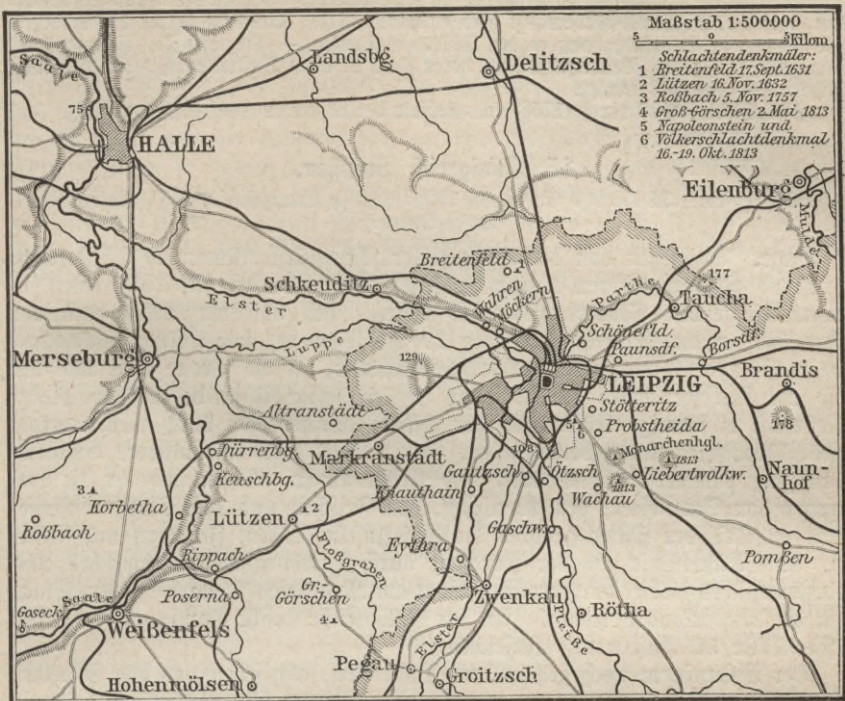 Maßstab 1:500.000
5 0 5 Kilom.
Schlachtendenkmäler:
1 Breitenfeld 17. Sept. 1631
2 Lützen 16. Nov. 1632
3 Roßbach 5. Nov. 1757
4 Groß-Görschen 2. Mai 1813
5 Napoleonstein und
6 Völkerschlachtdenkmal
16.-19. Okt. 1813
Saale
Landsbg.
Delitzsch
75
HALLE
Eilenburg
Mulde
Breitenfeld 1
177
Schkeuditz
Elster
Wahren
Möckern
Parthe
Taucha
Luppe
Schönefld.
Merseburg
129
Paunsdf.
Borsdf.
LEIPZIG
Brandis
Altranstädt
Stötteritz
5 6
Probstheida
178
Dürrenbg.
Markranstädt
108
Monarchenhgl.
1813
Keuschbg.
Gautzsch
Ötzsch
Liebertwolkw.
Naun-
hof
3
Korbetha
Knauthain
Wachau
1813
Roßbach
Lützen
2
Gaschw.
Rippach
Floßgraben
Eythra
Pomßen
Saale
Goseck
Poserna
Gr.-
Görschen
Zwenkau
Rötha
Weißenfels
4
Elster
Pleiße
Pegau
Hohenmölsen
Groitzsch